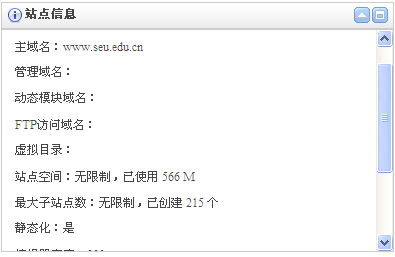 站点信息
主域名：www.seu.edu.cn
管理域名：
动态模块域名：
FTP访问域名：
虚拟目录：
站点空间：无限制，已使用 566 M
最大子站点数：无限制，已创建 215 个
静态化：是